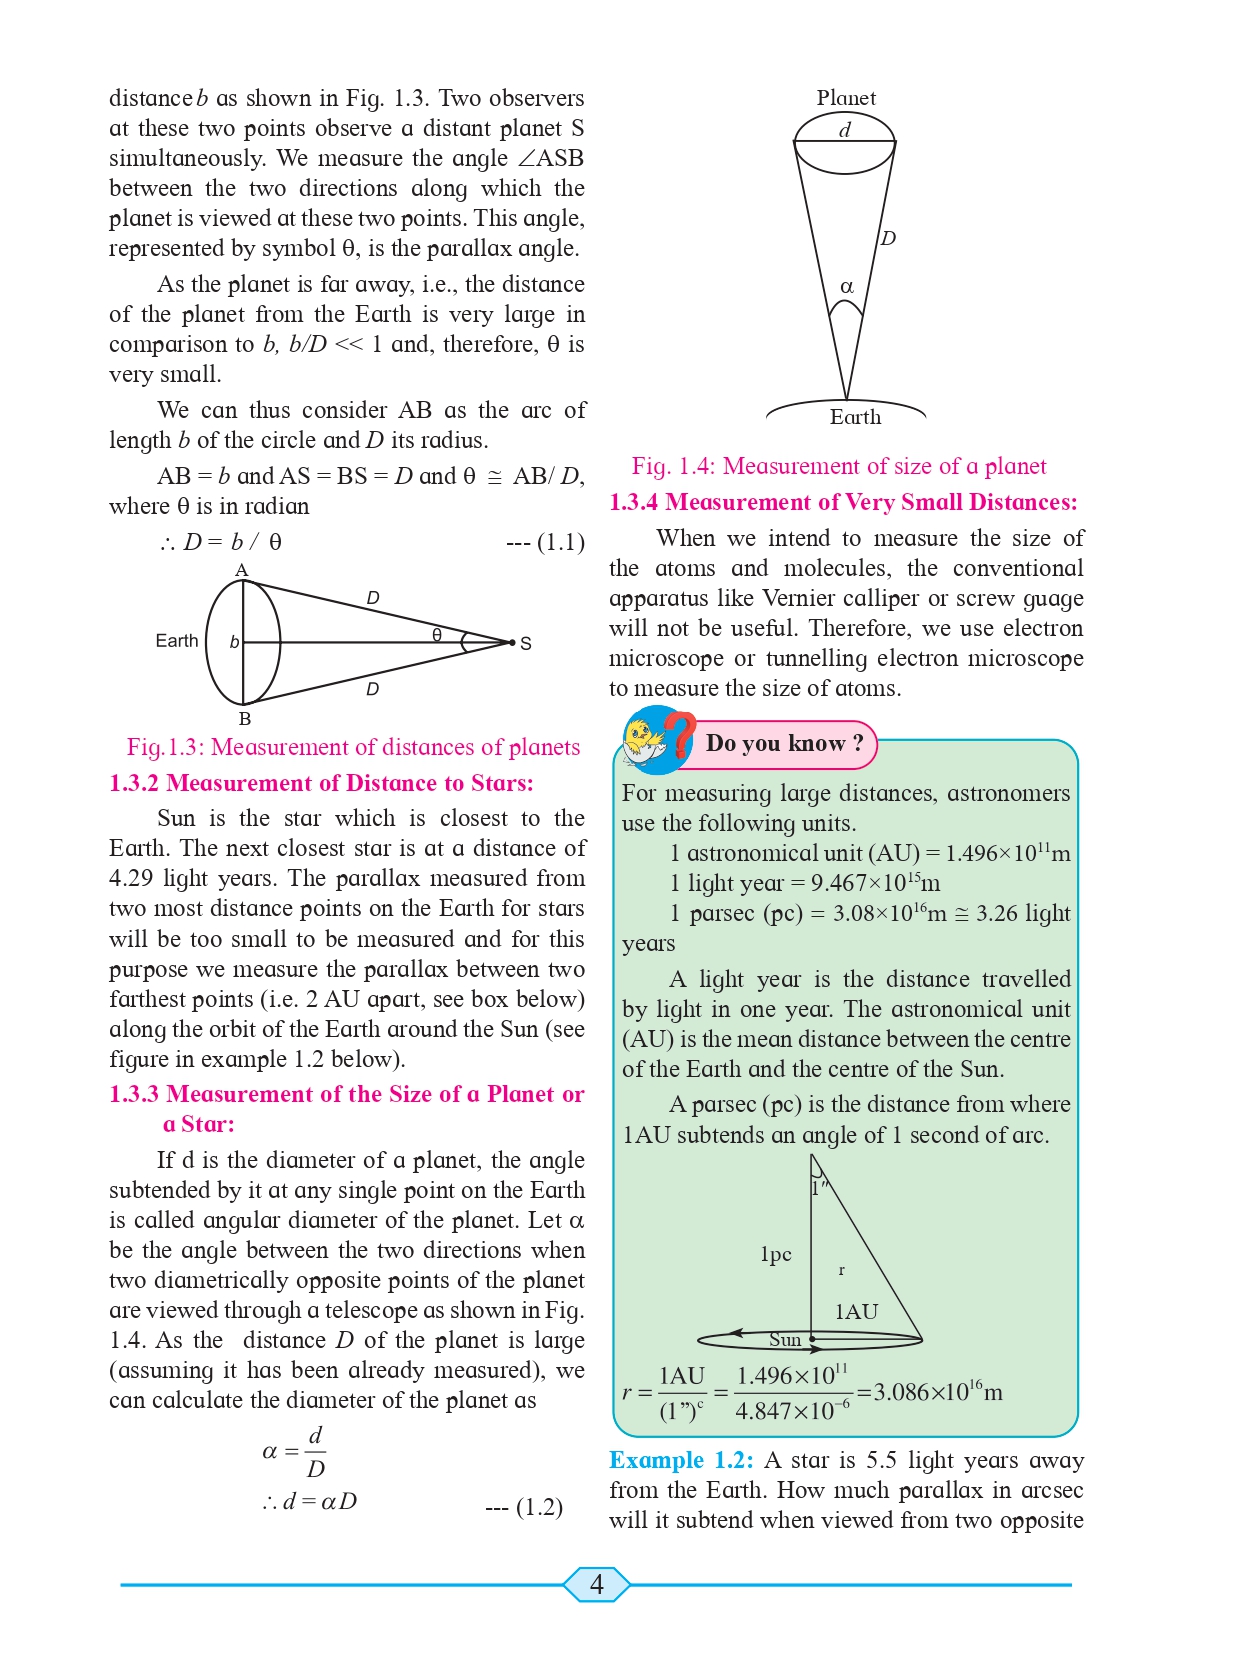 distance b as shown in Fig. 1.3. Two observers
at these two points observe a distant planet S
simultaneously. We measure the angle ∠ASB
between the two directions along which the
planet is viewed at these two points. This angle,
represented by symbol θ, is the parallax angle.
As the planet is far away, i.e., the distance
of the planet from the Earth is very large in
comparison to b, b/D << 1 and, therefore, θ is
very small.
We can thus consider AB as the arc of
length b of the circle and D its radius.
AB = b and AS = BS = D and θ ≅ AB/ D,
where θ is in radian
∴ D = b / θ --- (1.1)
A
D
Earth b θ S
D
B
Fig.1.3: Measurement of distances of planets
1.3.2 Measurement of Distance to Stars:
Sun is the star which is closest to the
Earth. The next closest star is at a distance of
4.29 light years. The parallax measured from
two most distance points on the Earth for stars
will be too small to be measured and for this
purpose we measure the parallax between two
farthest points (i.e. 2 AU apart, see box below)
along the orbit of the Earth around the Sun (see
figure in example 1.2 below).
1.3.3 Measurement of the Size of a Planet or
a Star:
If d is the diameter of a planet, the angle
subtended by it at any single point on the Earth
is called angular diameter of the planet. Let α
be the angle between the two directions when
two diametrically opposite points of the planet
are viewed through a telescope as shown in Fig.
1.4. As the distance D of the planet is large
(assuming it has been already measured), we
can calculate the diameter of the planet as
α = d/D
∴ d = αD --- (1.2)
Planet
d
D
α
Earth
Fig. 1.4: Measurement of size of a planet
1.3.4 Measurement of Very Small Distances:
When we intend to measure the size of
the atoms and molecules, the conventional
apparatus like Vernier calliper or screw guage
will not be useful. Therefore, we use electron
microscope or tunnelling electron microscope
to measure the size of atoms.
? Do you know ?
For measuring large distances, astronomers
use the following units.
1 astronomical unit (AU) = 1.496×10¹¹m
1 light year = 9.467×10¹⁵m
1 parsec (pc) = 3.08×10¹⁶m ≅ 3.26 light
years
A light year is the distance travelled
by light in one year. The astronomical unit
(AU) is the mean distance between the centre
of the Earth and the centre of the Sun.
A parsec (pc) is the distance from where
1AU subtends an angle of 1 second of arc.
1″
1pc
r
1AU
Sun
r = 1AU/(1”)ᶜ = 1.496×10¹¹/4.847×10⁻⁶ = 3.086×10¹⁶m
Example 1.2: A star is 5.5 light years away
from the Earth. How much parallax in arcsec
will it subtend when viewed from two opposite
4